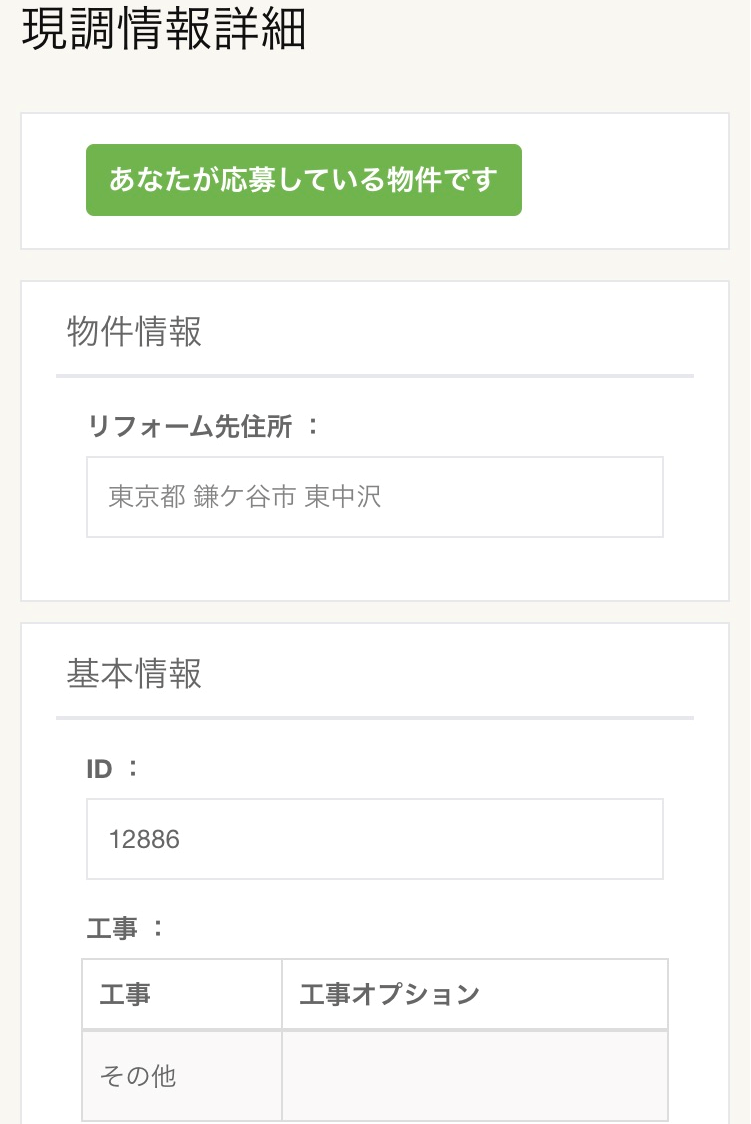 現調情報詳細
あなたが応募している物件です
物件情報
リフォーム先住所 ：
東京都 鎌ケ谷市 東中沢
基本情報
ID ：
12886
工事 ：
工事 工事オプション
その他